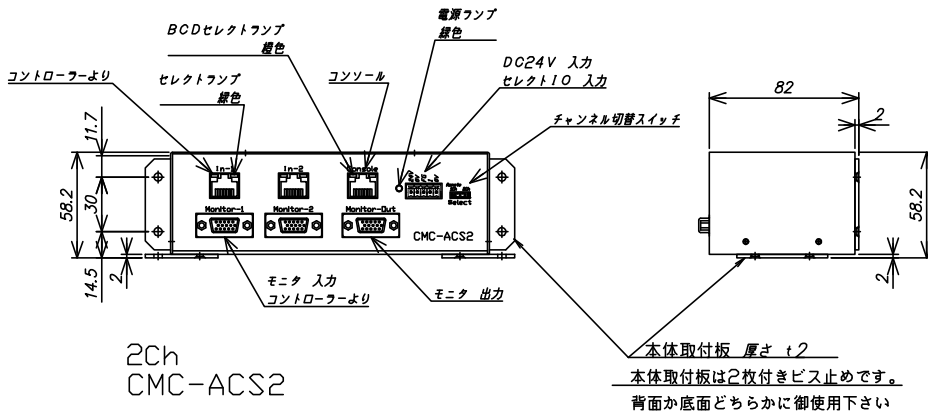 電源ランプ
緑色
BCDセレクトランプ
橙色
DC24V 入力
セレクトIO 入力
コントローラーより
セレクトランプ
緑色
コンソール
チャンネル切替スイッチ
82
2
11.7
58.2
30
14.5
2
In-1
In-2
Console
Monitor-1
Monitor-2
Monitor-Out
Select
CMC-ACS2
58.2
2
モニタ 入力
コントローラーより
モニタ 出力
2Ch
CMC-ACS2
本体取付板 厚さ t2
本体取付板は2枚付きビス止めです。
背面か底面どちらかに御使用下さい